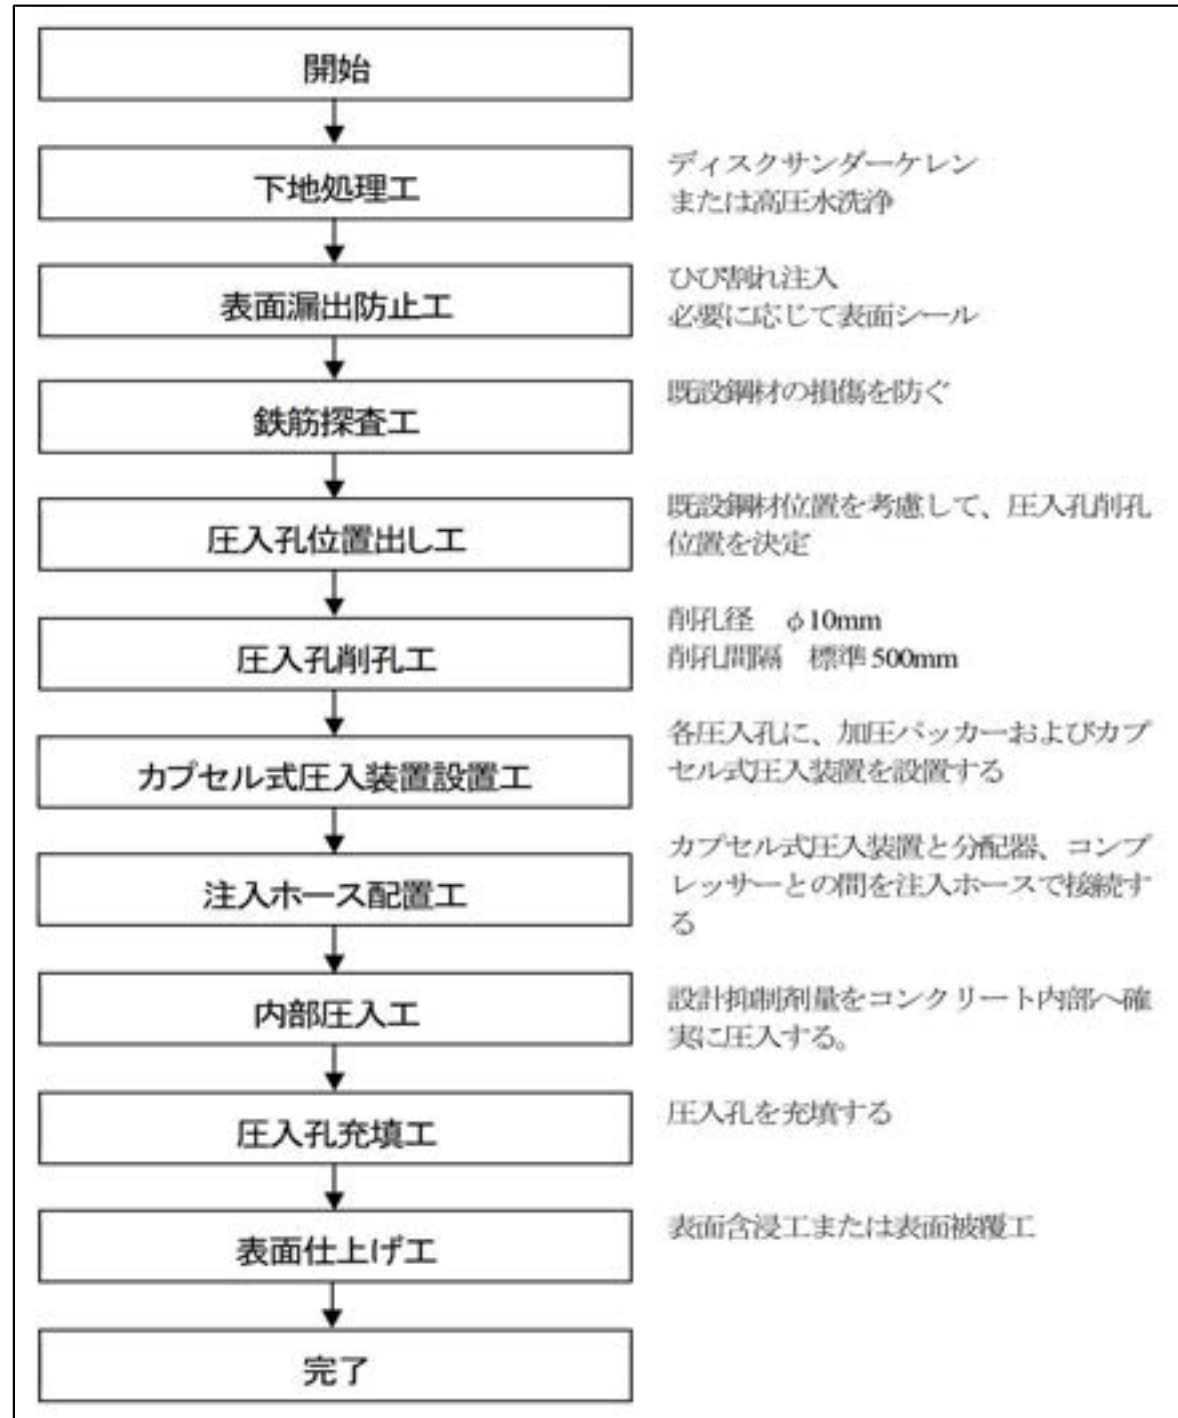 開始
下地処理工
ディスクサンダーケレン
または高圧水洗浄
表面漏出防止工
ひび割れ注入
必要に応じて表面シール
鉄筋探査工
既設鋼材の損傷を防ぐ
圧入孔位置出し工
既設鋼材位置を考慮して、圧入孔削孔
位置を決定
圧入孔削孔工
削孔径　φ10mm
削孔間隔　標準500mm
カプセル式圧入装置設置工
各圧入孔に、加圧パッカーおよびカプ
セル式圧入装置を設置する
注入ホース配置工
カプセル式圧入装置と分配器、コンプ
レッサーとの間を注入ホースで接続す
る
内部圧入工
設計抑制剤量をコンクリート内部へ確
実に圧入する。
圧入孔充填工
圧入孔を充填する
表面仕上げ工
表面含浸工または表面被覆工
完了